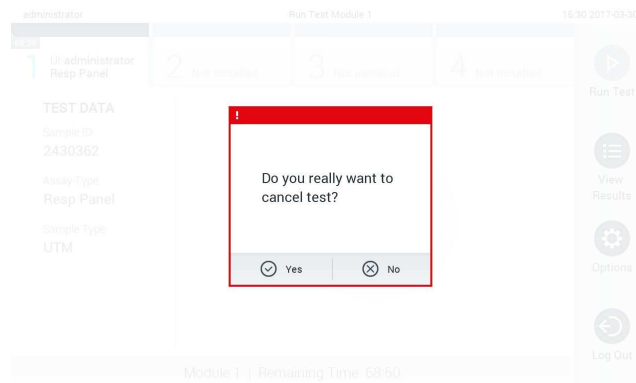 administrator
Run Test Module 1
16:30 2017-03-30
1
UI administrator
Resp Panel
2
Not installed
3
Not installed
4
Not installed
Run Test
TEST DATA
Sample ID
2430362
Assay Type
Resp Panel
Sample Type
UTM
!
Do you really want to
cancel test?
Yes
No
View
Results
Options
Log Out
Module 1 | Remaining Time